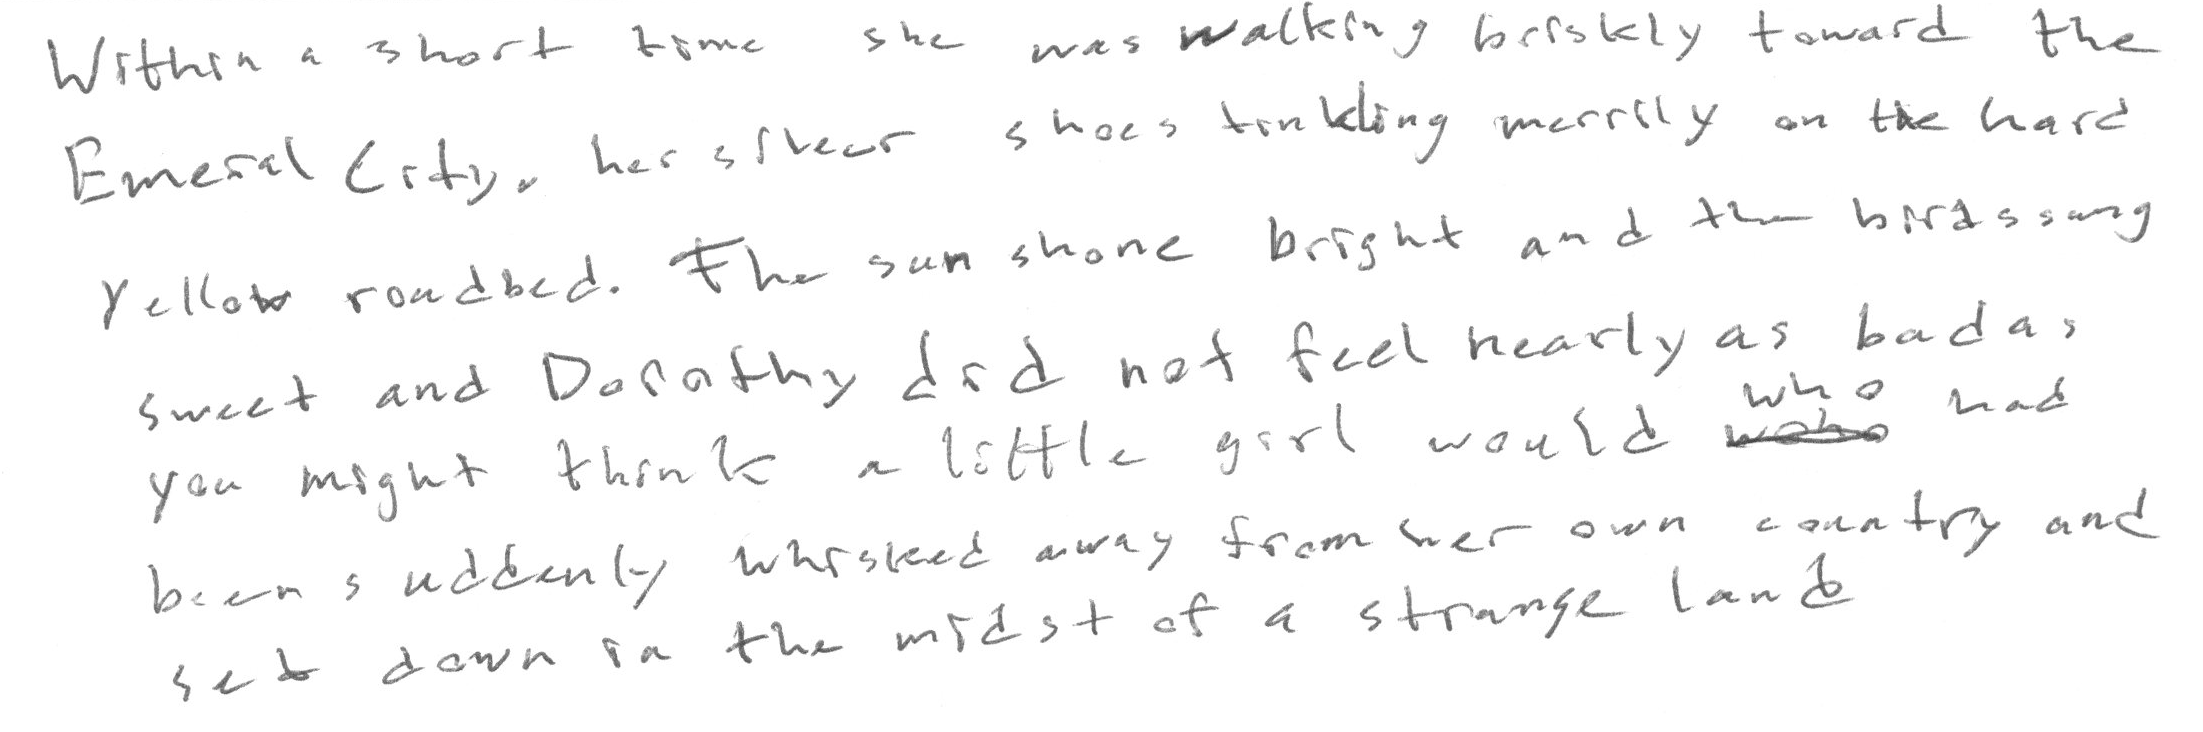 Within a short time she was walking briskly toward the
Emeral City, her silver shoes tinkling merrily on the hard
Yellow roadbed. The sun shone bright and the birds sang
sweet and Dorothy did not feel nearly as bad as
you might think a little girl would who had
been suddenly whisked away from her own country and
set down in the midst of a strange land